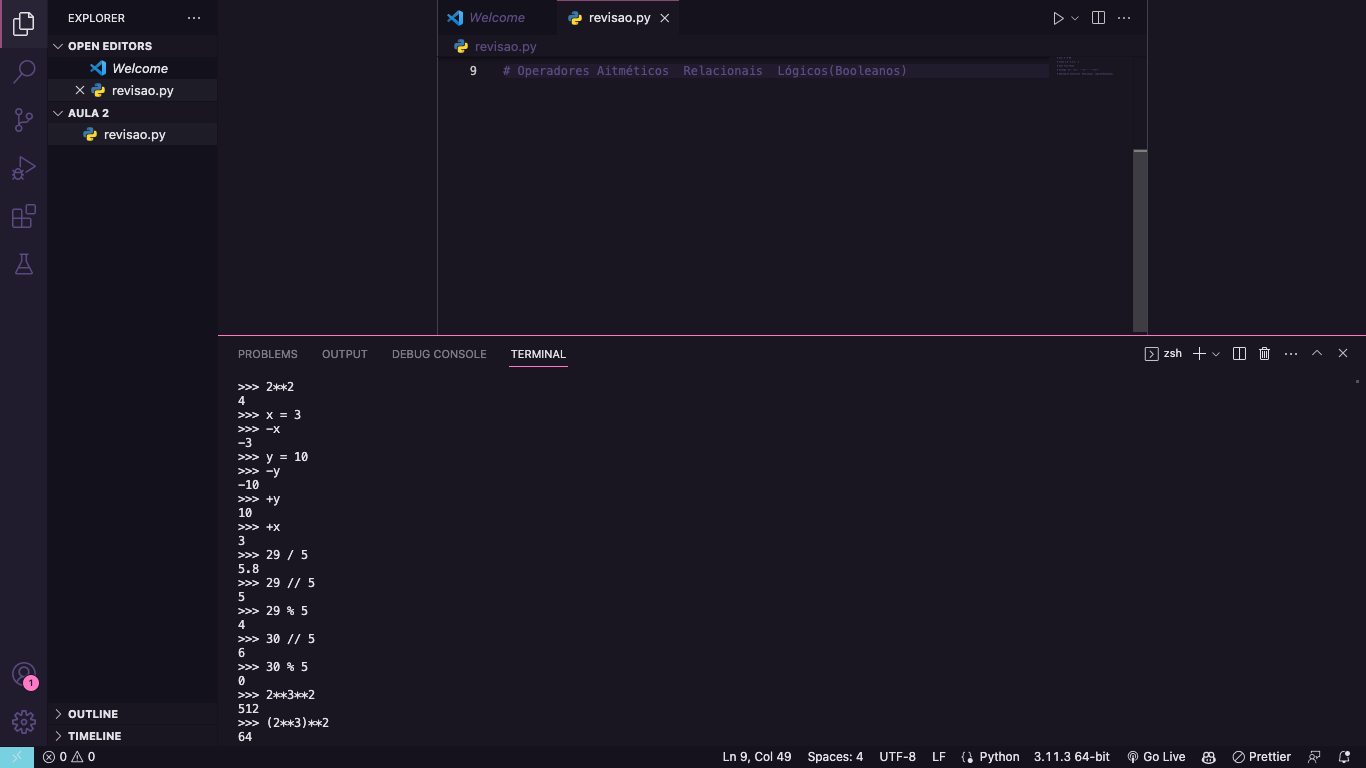 EXPLORER
OPEN EDITORS
Welcome
revisao.py
AULA 2
revisao.py
OUTLINE
TIMELINE
1
Welcome
revisao.py
revisao.py
9 # Operadores Aitméticos  Relacionais  Lógicos(Booleanos)
PROBLEMS OUTPUT DEBUG CONSOLE TERMINAL
zsh
>>> 2**2
4
>>> x = 3
>>> -x
-3
>>> y = 10
>>> -y
-10
>>> +y
10
>>> +x
3
>>> 29 / 5
5.8
>>> 29 // 5
5
>>> 29 % 5
4
>>> 30 // 5
6
>>> 30 % 5
0
>>> 2**3**2
512
>>> (2**3)**2
64
0 0 Ln 9, Col 49 Spaces: 4 UTF-8 LF Python 3.11.3 64-bit Go Live Prettier